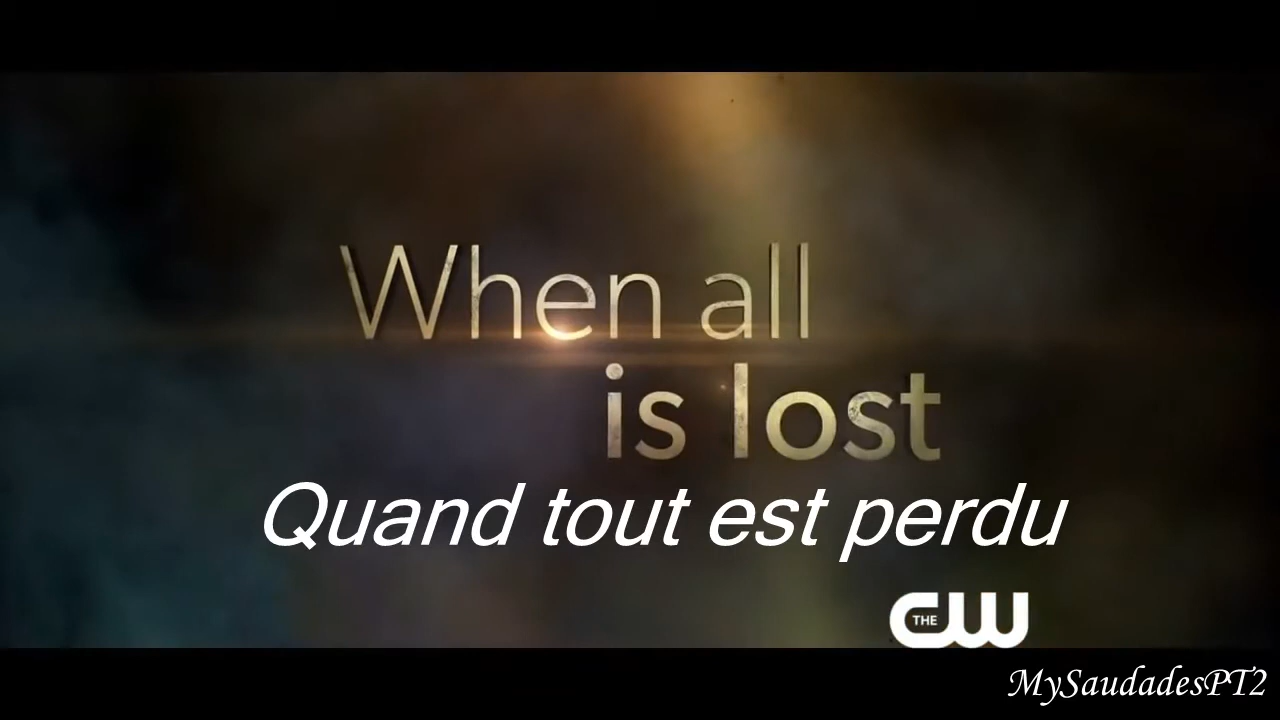 When all
is lost
Quand tout est perdu
THE CW
MySaudadesPT2